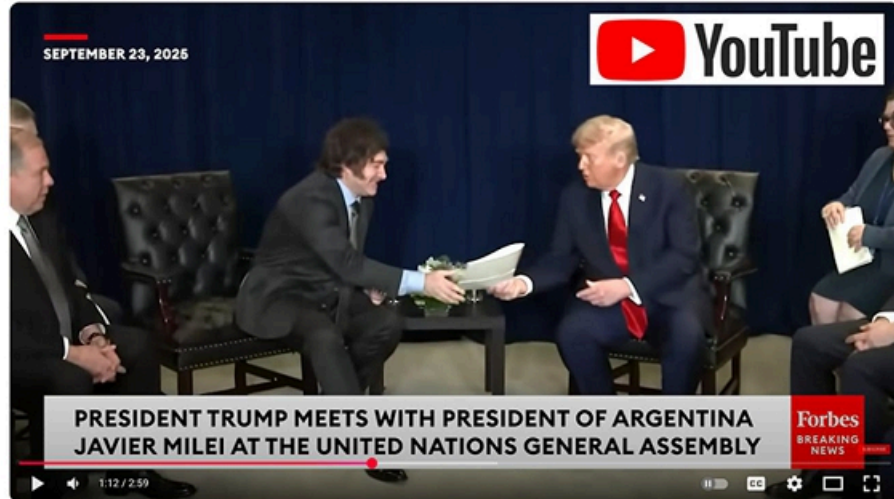 SEPTEMBER 23, 2025
YouTube
PRESIDENT TRUMP MEETS WITH PRESIDENT OF ARGENTINA
JAVIER MILEI AT THE UNITED NATIONS GENERAL ASSEMBLY
Forbes
BREAKING
NEWS
1:12 / 2:59
CC